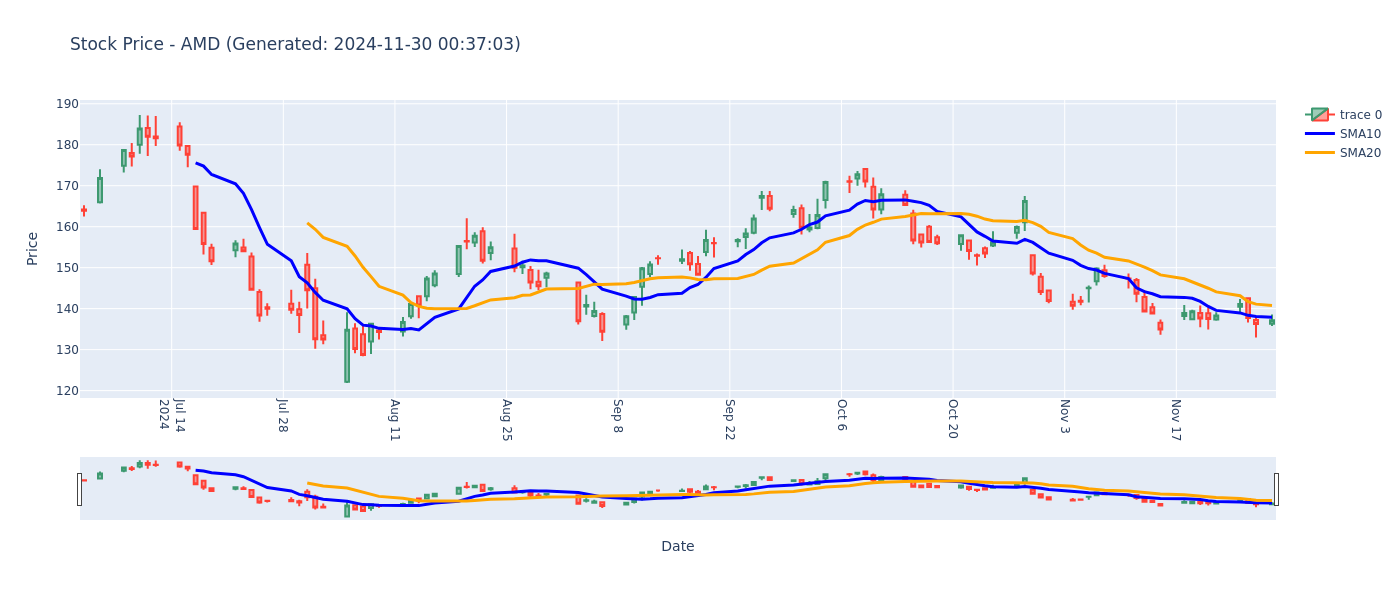 Stock Price - AMD (Generated: 2024-11-30 00:37:03)
190
180
170
160
150
140
130
120
Price
Jul 14
2024
Jul 28
Aug 11
Aug 25
Sep 8
Sep 22
Oct 6
Oct 20
Nov 3
Nov 17
Date
trace 0
SMA10
SMA20